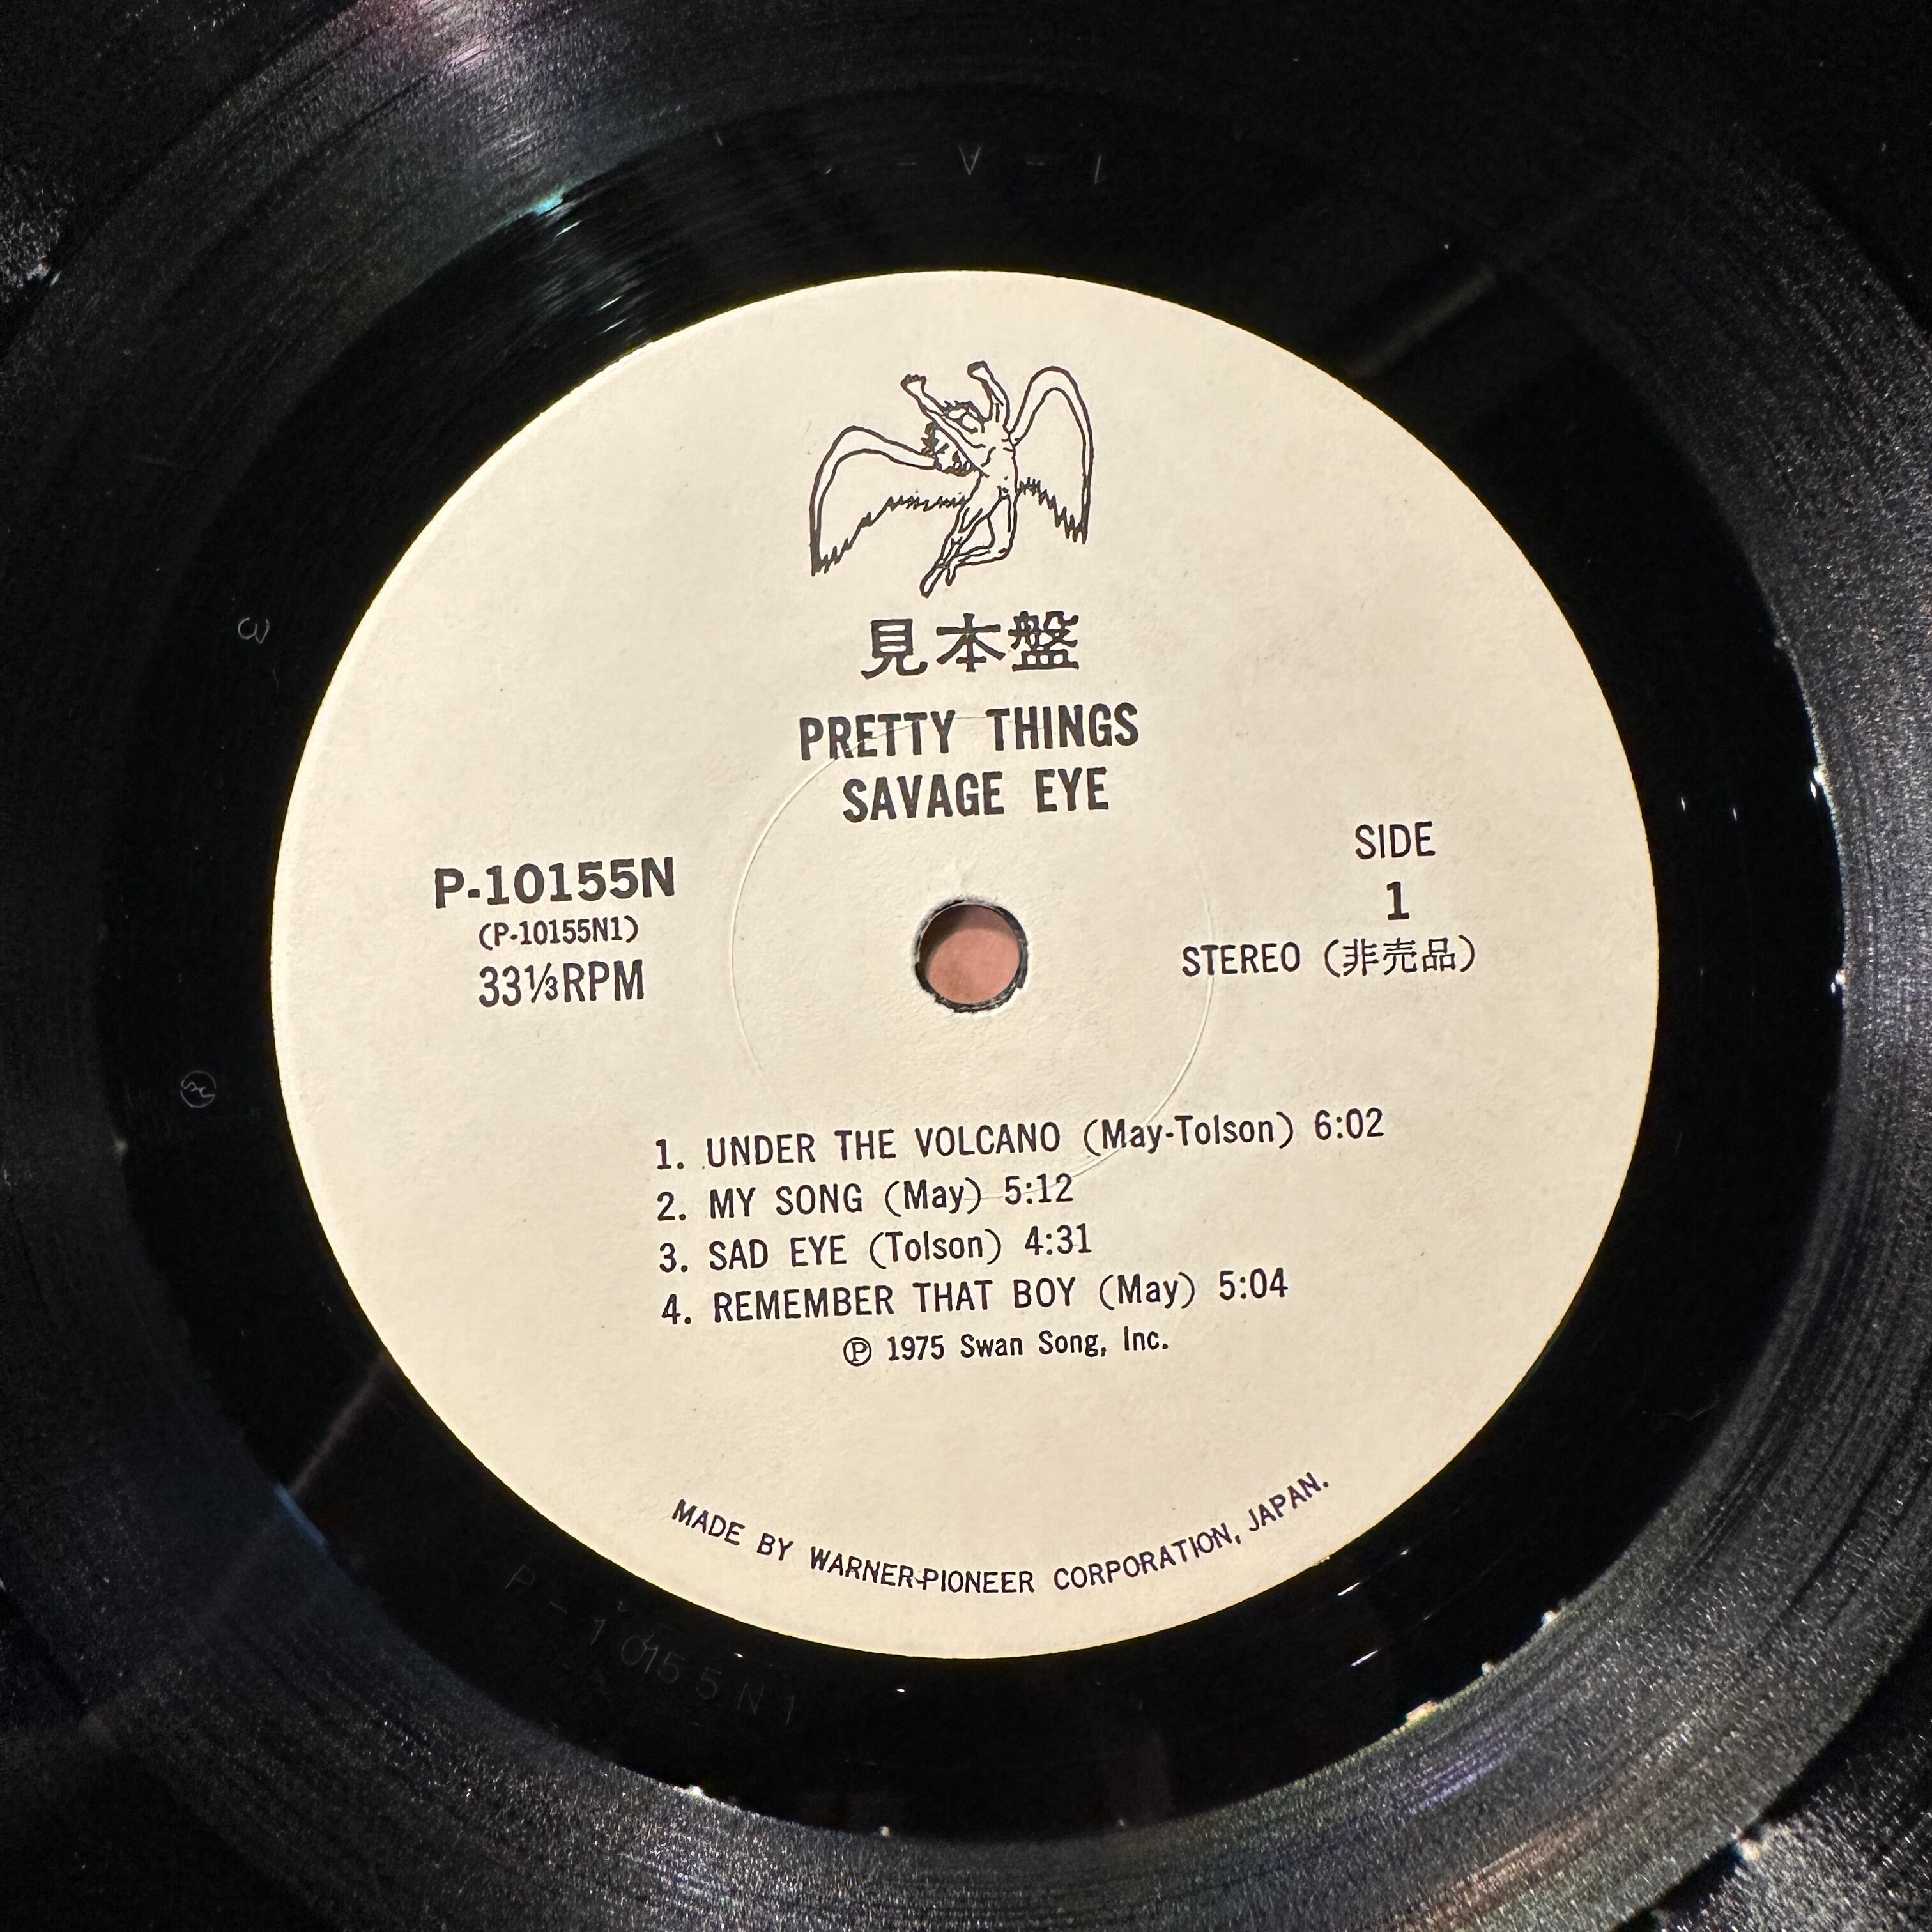 見本盤
PRETTY THINGS
SAVAGE EYE
P-10155N
(P-10155N1)
33⅓RPM
SIDE
1
STEREO (非売品)
1. UNDER THE VOLCANO (May-Tolson) 6:02
2. MY SONG (May) 5:12
3. SAD EYE (Tolson) 4:31
4. REMEMBER THAT BOY (May) 5:04
Ⓟ 1975 Swan Song, Inc.
MADE BY WARNER-PIONEER CORPORATION, JAPAN.
P-10155N1
1-A-